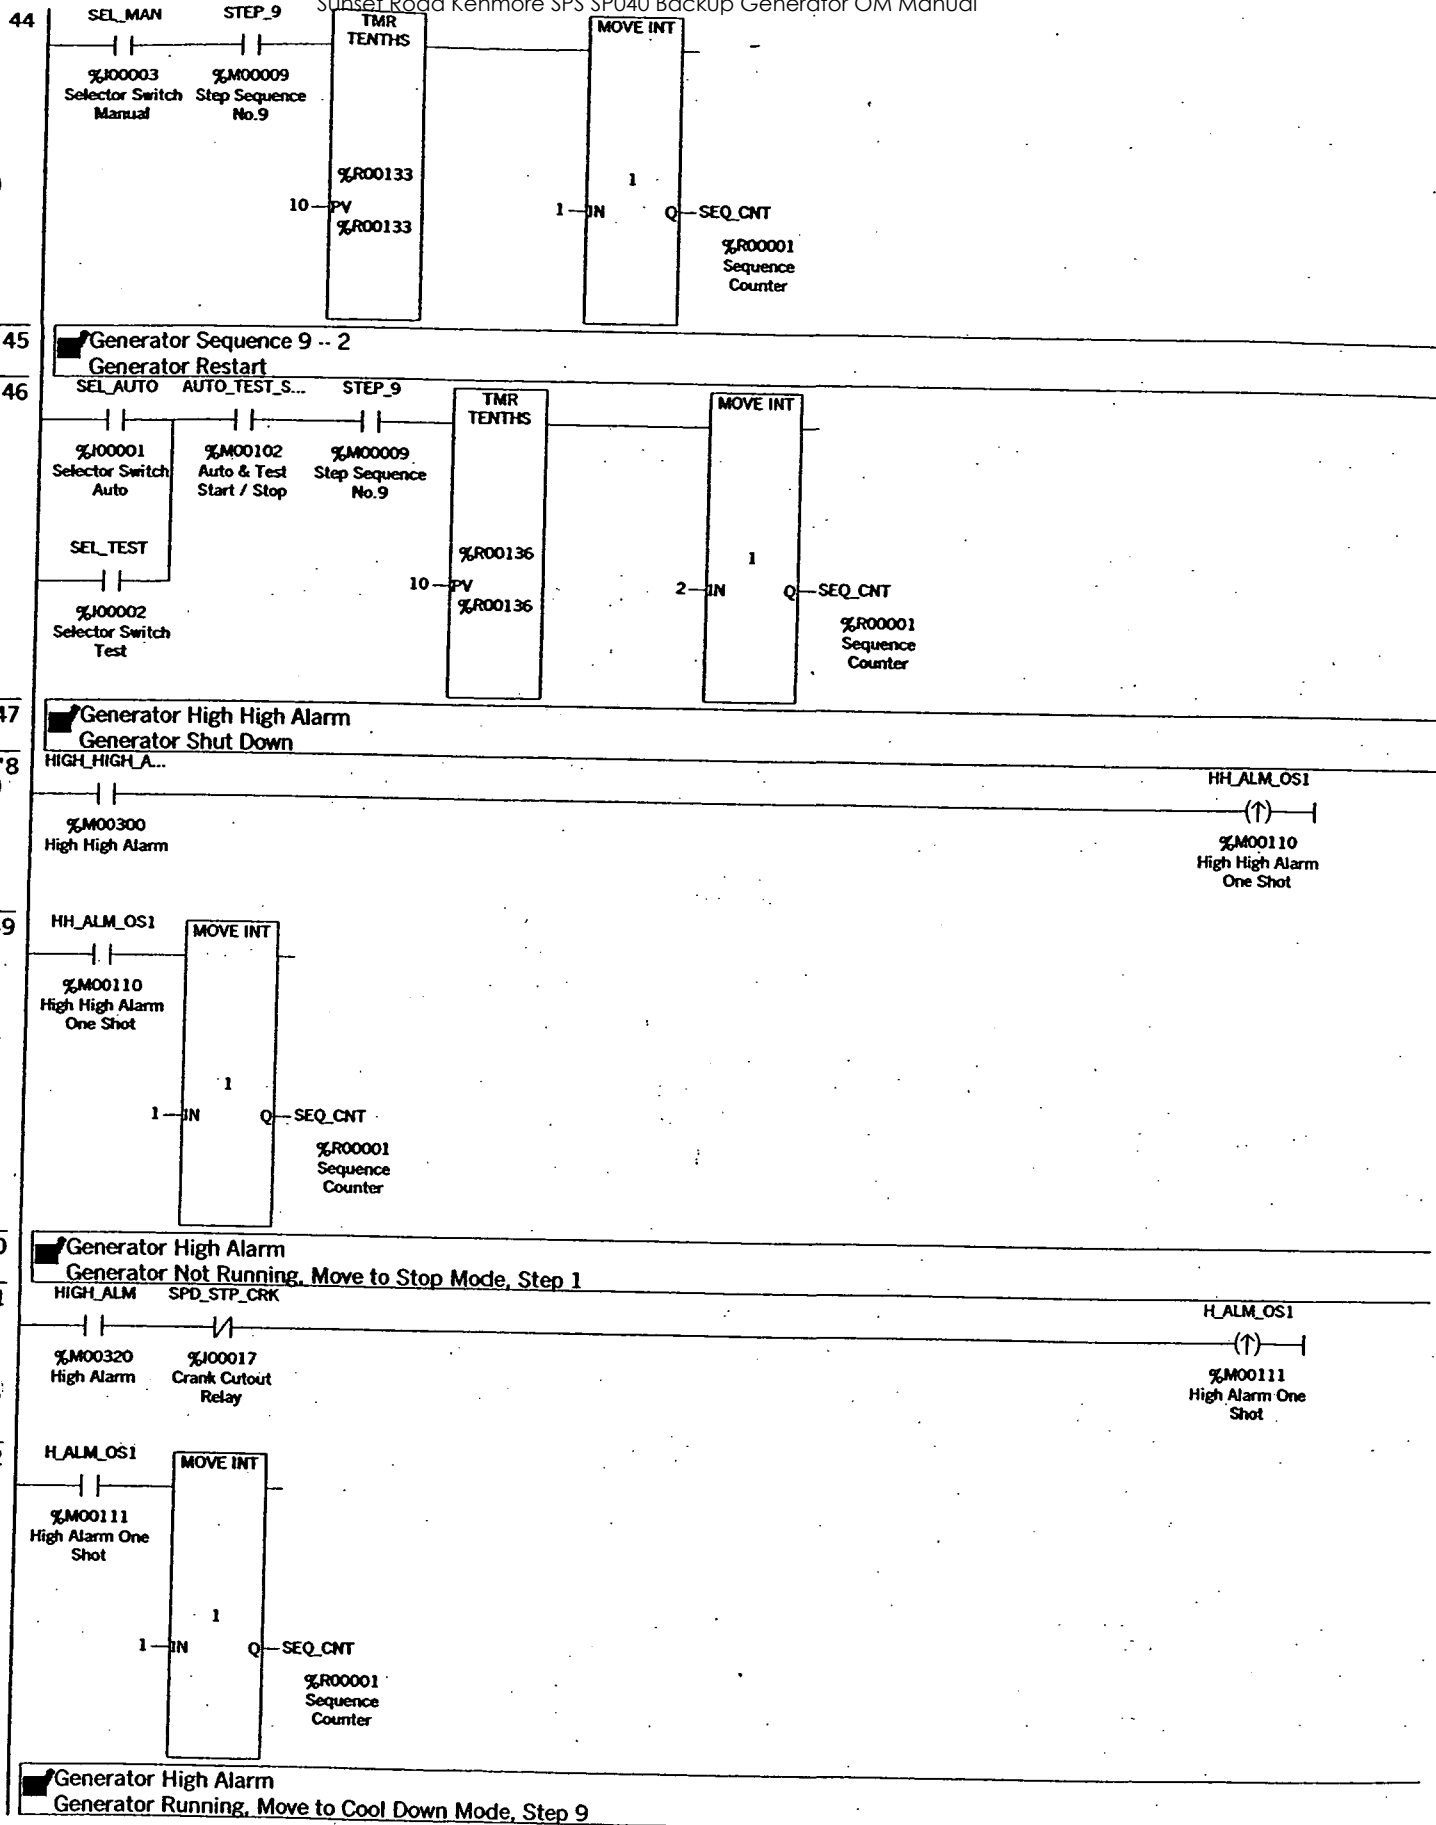 Sunset Road Kenmore SPS SP040 Backup Generator OM Manual
44
SEL_MAN STEP_9 TMR TENTHS MOVE INT
%I00003 %M00009
Selector Switch Step Sequence
Manual No.9
%R00133 1
10 PV 1 IN Q SEQ_CNT
%R00133 %R00001
Sequence
Counter
45
Generator Sequence 9 -- 2
Generator Restart
46
SEL_AUTO AUTO_TEST_S... STEP_9 TMR TENTHS MOVE INT
%I00001 %M00102 %M00009
Selector Switch Auto & Test Step Sequence
Auto Start / Stop No.9
SEL_TEST
%R00136 1
10 PV 2 IN Q SEQ_CNT
%I00002 %R00136 %R00001
Selector Switch Sequence
Test Counter
47
Generator High High Alarm
Generator Shut Down
HIGH_HIGH_A... HH_ALM_OS1
%M00300 %M00110
High High Alarm High High Alarm
One Shot
9
HH_ALM_OS1 MOVE INT
%M00110
High High Alarm
One Shot
1
1 IN Q SEQ_CNT
%R00001
Sequence
Counter
Generator High Alarm
Generator Not Running, Move to Stop Mode, Step 1
HIGH_ALM SPD_STP_CRK H_ALM_OS1
%M00320 %I00017 %M00111
High Alarm Crank Cutout High Alarm One
Relay Shot
H_ALM_OS1 MOVE INT
%M00111
High Alarm One
Shot
1
1 IN Q SEQ_CNT
%R00001
Sequence
Counter
Generator High Alarm
Generator Running, Move to Cool Down Mode, Step 9